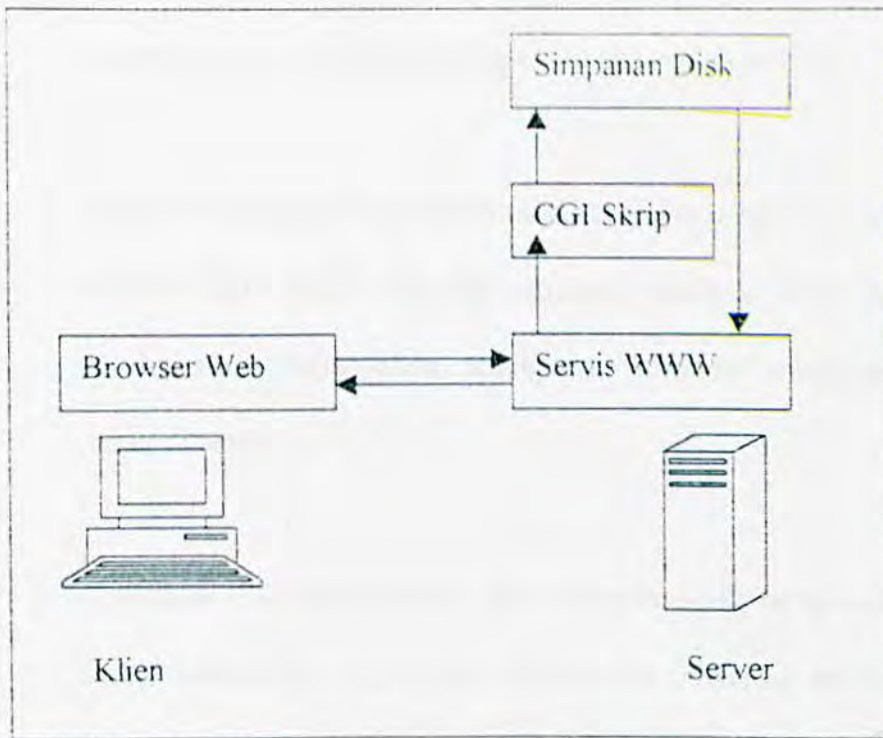 Simpanan Disk
CGI Skrip
Browser Web
Servis WWW
Klien
Server